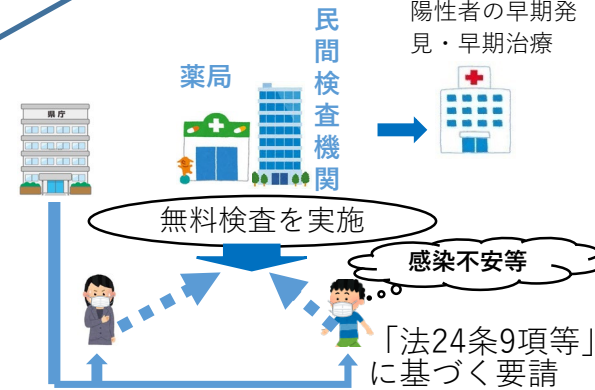 陽性者の早期発
見・早期治療
民間検査機関
薬局
県庁
無料検査を実施
感染不安等
「法24条9項等」
に基づく要請